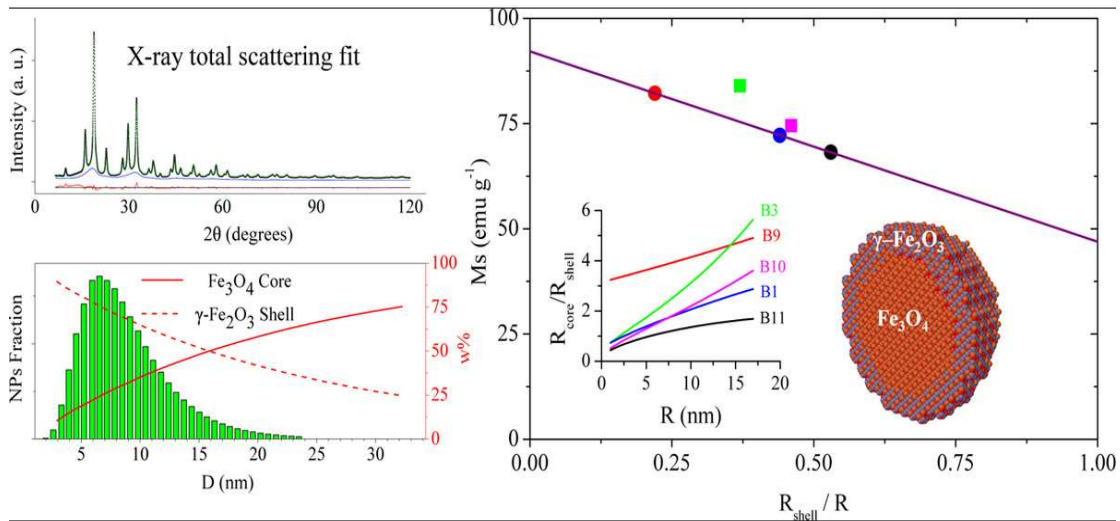 X-ray total scattering fit
Intensity (a. u.)
0 30 60 90 120
2θ (degrees)
Fe3O4 Core
γ-Fe2O3 Shell
NPs Fraction
5 10 15 20 25 30
D (nm)
100
75
50
25
0
w%
100
75
50
25
0
Ms (emu g-1)
0.00 0.25 0.50 0.75 1.00
Rshell / R
6
4
2
0
Rcore/Rshell
0 5 10 15 20
R (nm)
B3
B9
B10
B1
B11
γ–Fe2O3
Fe3O4